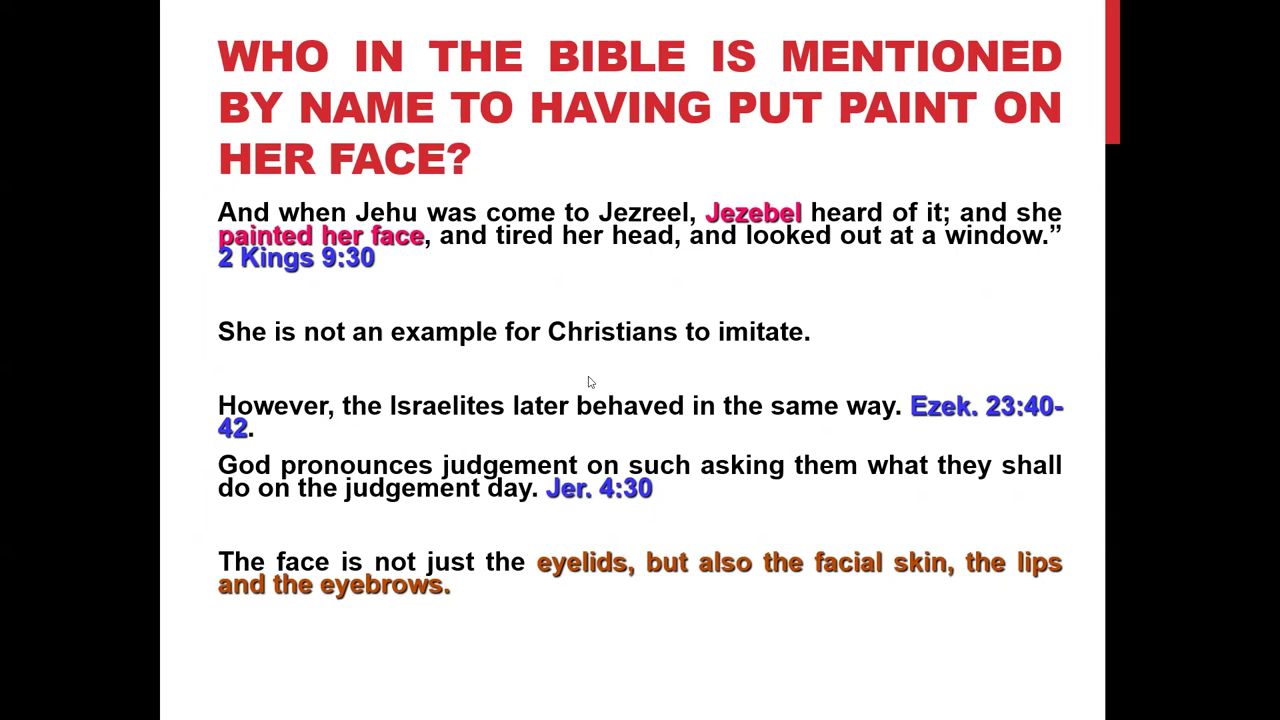 WHO IN THE BIBLE IS MENTIONED
BY NAME TO HAVING PUT PAINT ON
HER FACE?
And when Jehu was come to Jezreel, Jezebel heard of it; and she
painted her face, and tired her head, and looked out at a window.”
2 Kings 9:30
She is not an example for Christians to imitate.
However, the Israelites later behaved in the same way. Ezek. 23:40-
42.
God pronounces judgement on such asking them what they shall
do on the judgement day. Jer. 4:30
The face is not just the eyelids, but also the facial skin, the lips
and the eyebrows.